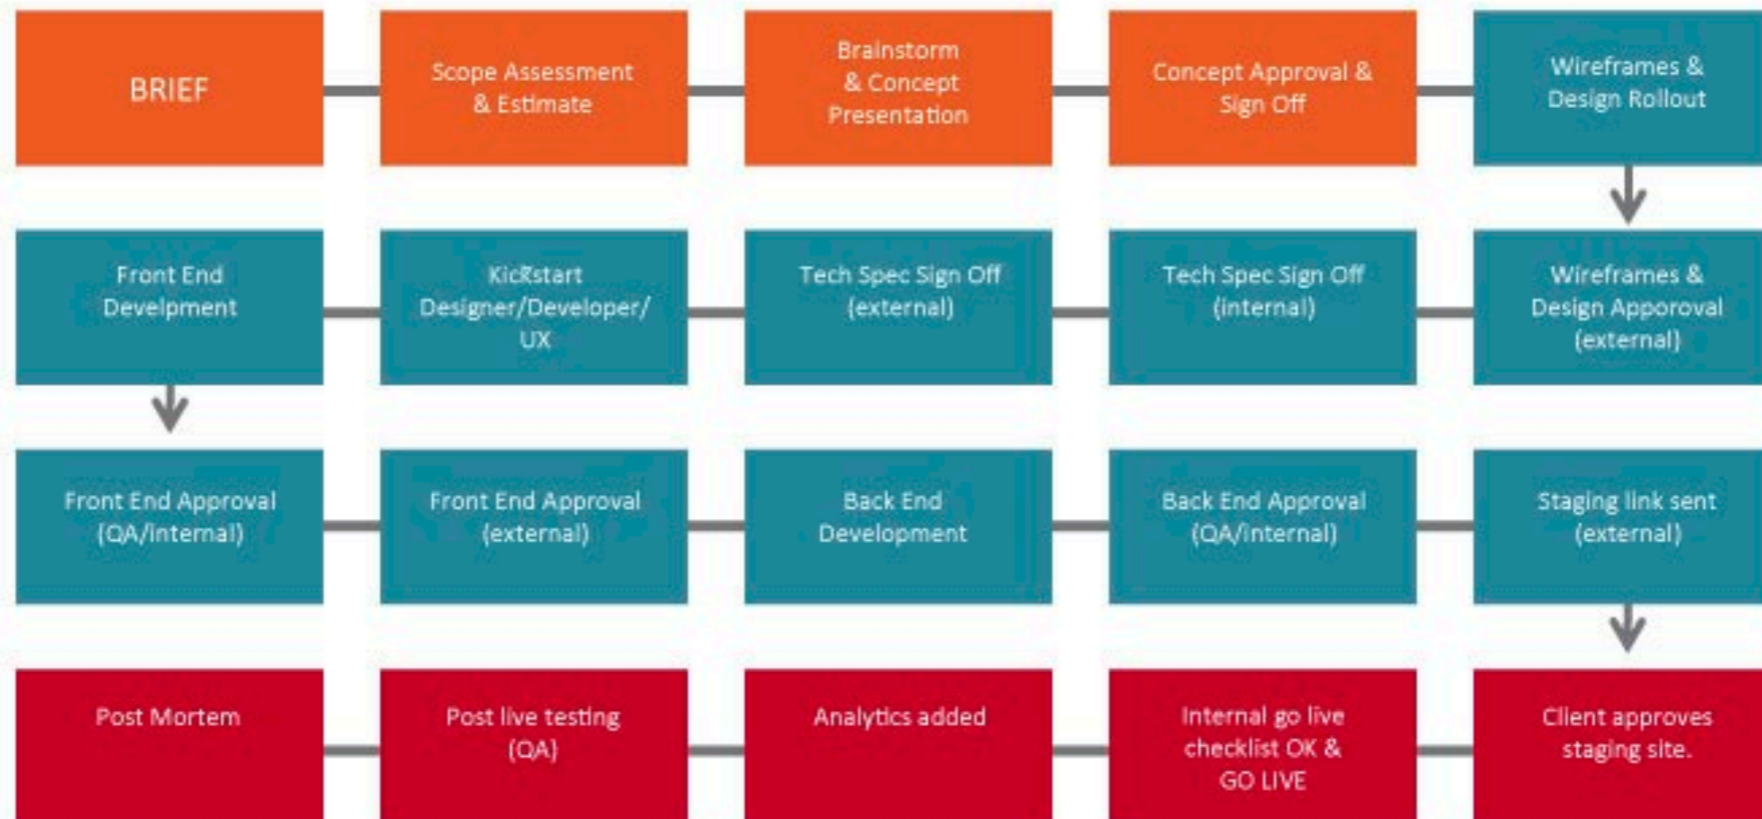 BRIEF
Scope Assessment
& Estimate
Brainstorm
& Concept
Presentation
Concept Approval &
Sign Off
Wireframes &
Design Rollout
Front End
Develpment
KicRstart
Designer/Developer/
UX
Tech Spec Sign Off
(external)
Tech Spec Sign Off
(internal)
Wireframes &
Design Apporoval
(external)
Front End Approval
(QA/internal)
Front End Approval
(external)
Back End
Development
Back End Approval
(QA/internal)
Staging link sent
(external)
Post Mortem
Post live testing
(QA)
Analytics added
Internal go live
checklist OK &
GO LIVE
Client approves
staging site.